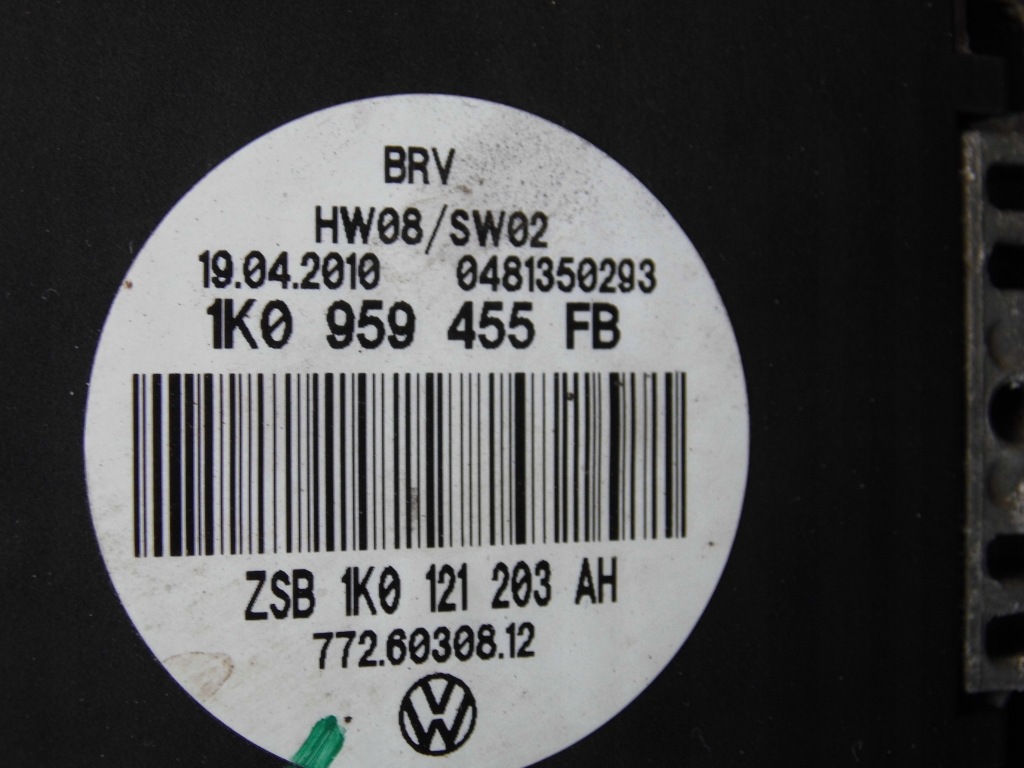 BRV
HW08/SW02
19.04.2010 0481350293
1K0 959 455 FB
ZSB 1K0 121 203 AH
772.60308.12